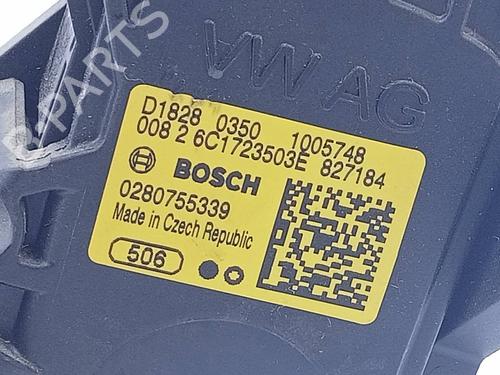 B-PARTS
VW AG
D1828 0350 1005748
008 2 6C1723503E 827184
BOSCH
0280755339
Made in Czech Republic
506